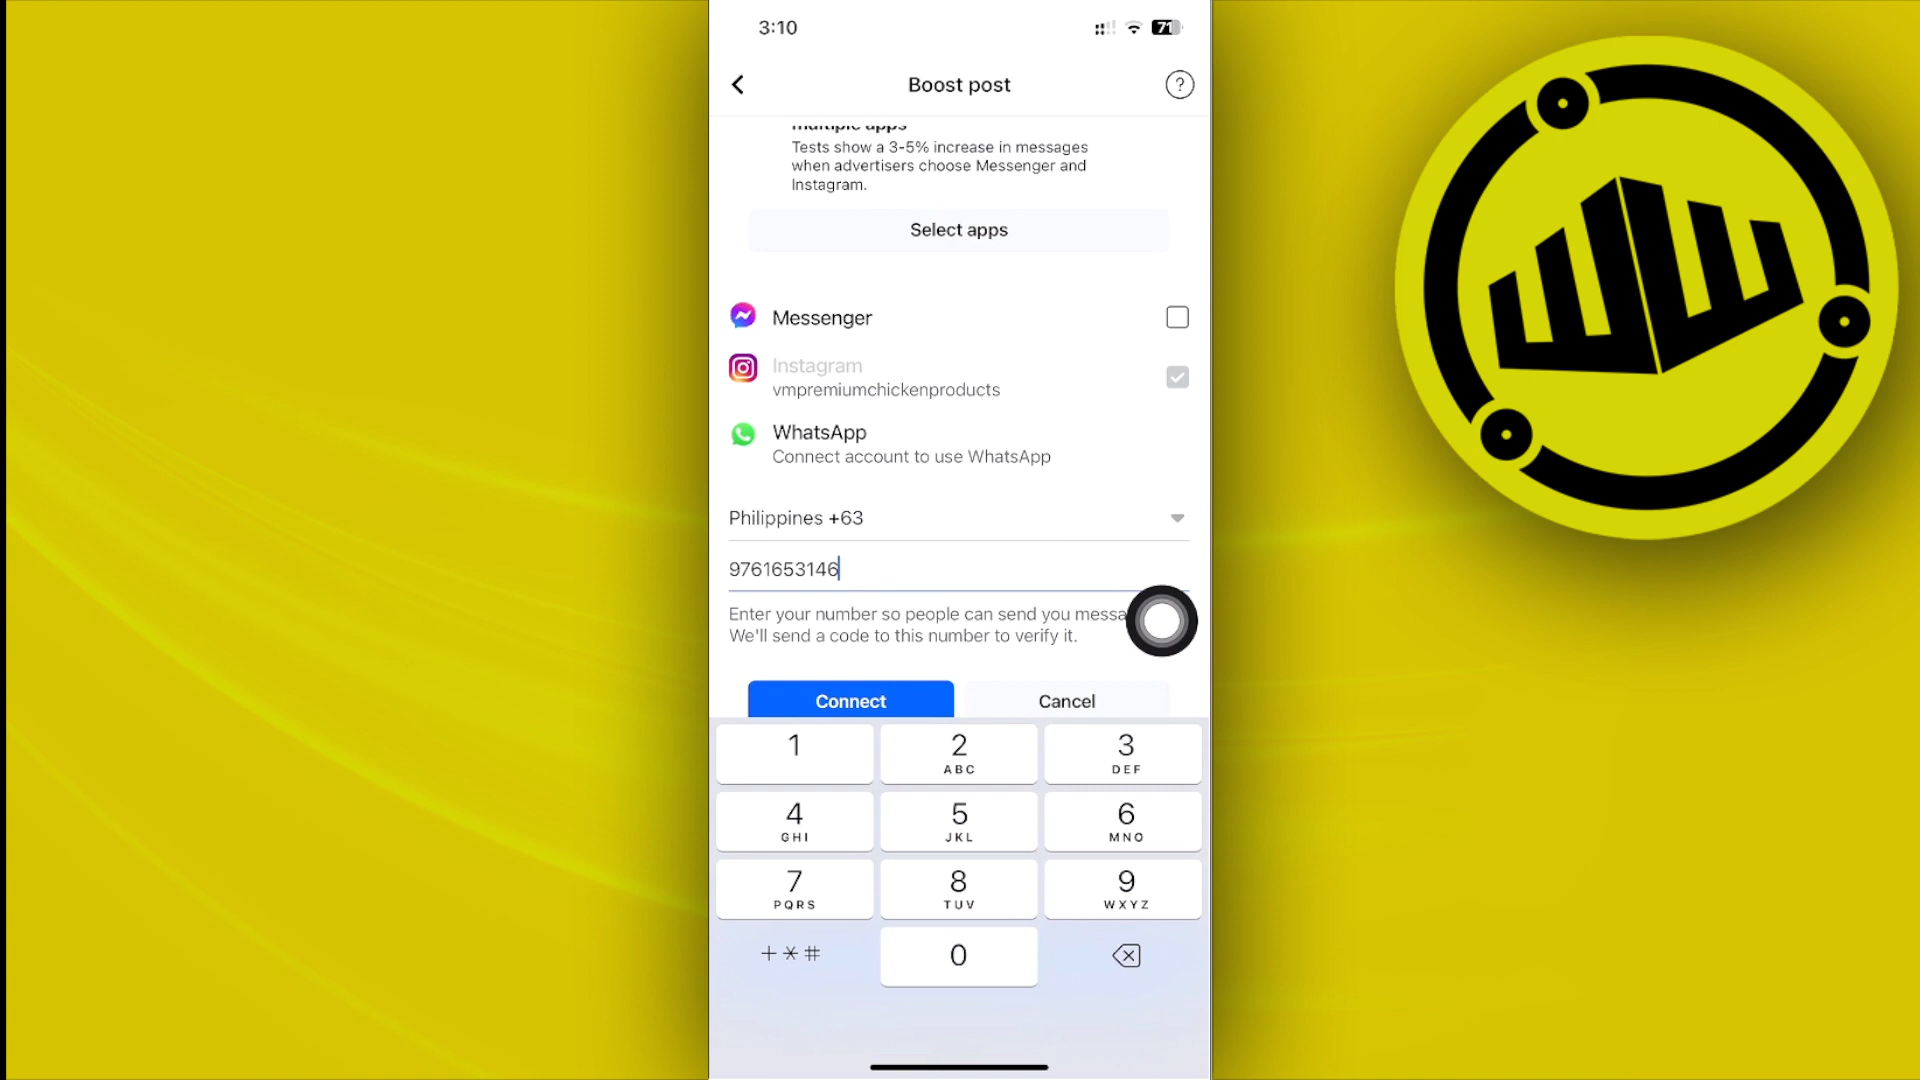 3:10
71
Boost post
?
multiple apps
Tests show a 3-5% increase in messages
when advertisers choose Messenger and
Instagram.
Select apps
Messenger
Instagram
vmpremiumchickenproducts
WhatsApp
Connect account to use WhatsApp
Philippines +63
9761653146
Enter your number so people can send you
We'll send a code to this number to verify it.
Connect Cancel
1 2 3
ABC DEF
4 5 6
GHI JKL MNO
7 8 9
PQRS TUV WXYZ
+*# 0